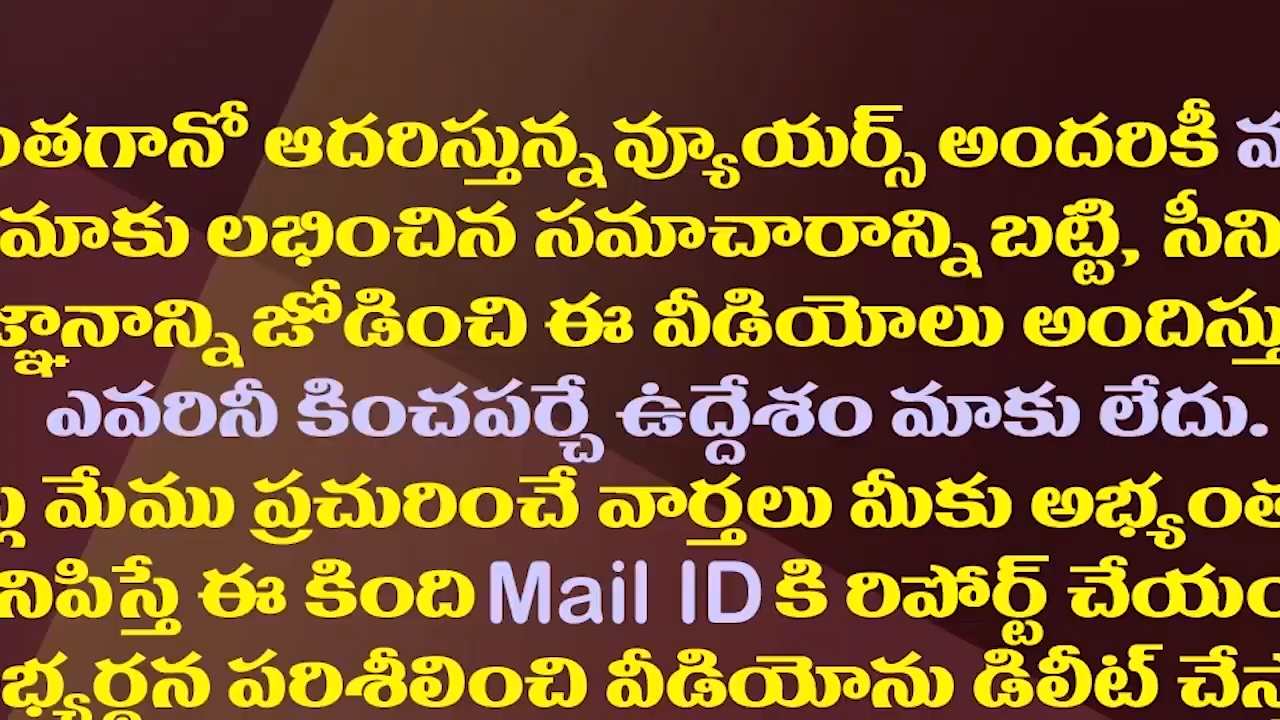 ఆదరిస్తున్న వ్యూయర్స్ అందరికీ
మాకు లభించిన సమాచారాన్ని బట్టి, సీని
జోడించి ఈ వీడియోలు
ఎవరినీ కించపర్చే ఉద్దేశం మాకు లేదు.
మేము ప్రచురించే వార్తలు మీకు
ఈ కింది Mail ID కి రిపోర్ట్
పరిశీలించి వీడియోను డిలీట్